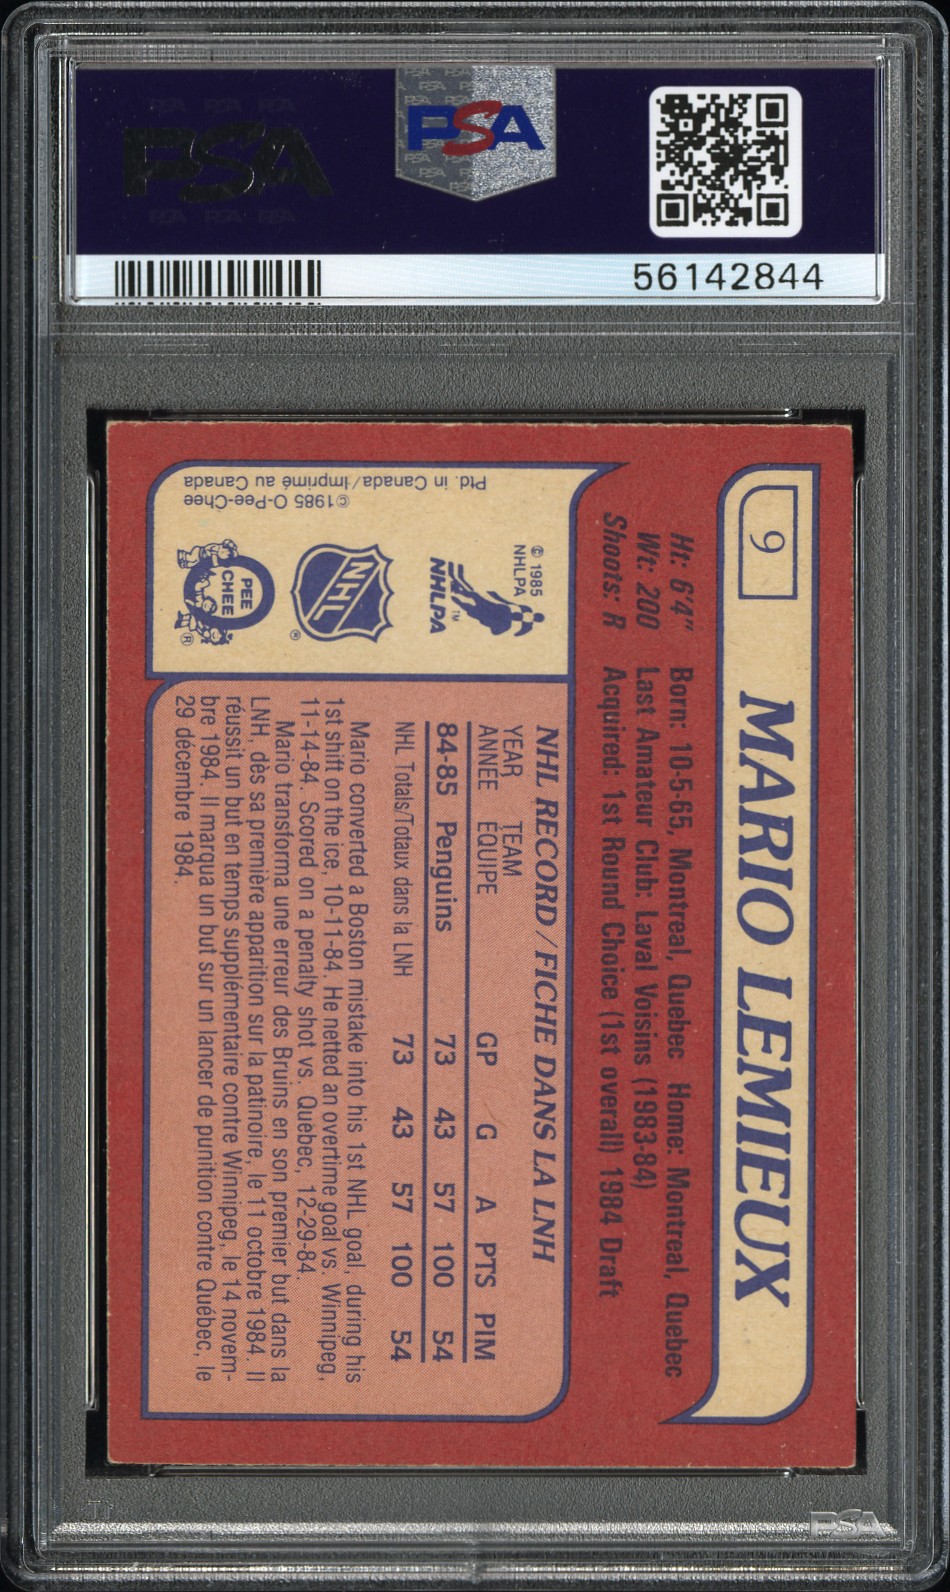 PSA
PSA
56142844
9
MARIO LEMIEUX
Ht: 6'4" Born: 10-5-65, Montreal, Quebec Home: Montreal, Quebec
Wt: 200 Last Amateur Club: Laval Voisins (1983-84)
Shoots: R Acquired: 1st Round Choice (1st overall) 1984 Draft
© 1985
NHLPA
NHLPA™
NHL
®
PEE
CHEE
®
©1985 O-Pee-Chee
Ptd. in Canada/Imprimé au Canada
NHL RECORD/FICHE DANS LA LNH
YEAR TEAM
ANNÉE ÉQUIPE GP G A PTS PIM
84-85 Penguins 73 43 57 100 54
NHL Totals/Totaux dans la LNH 73 43 57 100 54
Mario converted a Boston mistake into his 1st NHL goal, during his
1st shift on the ice, 10-11-84. He netted an overtime goal vs. Winnipeg,
11-14-84. Scored on a penalty shot vs. Quebec, 12-29-84.
Mario transforma une erreur des Bruins en son premier but dans la
LNH, dès sa première apparition sur la patinoire, le 11 octobre 1984. Il
réussit un but en temps supplémentaire contre Winnipeg, le 14 novem-
bre 1984. Il marqua un but sur un lancer de punition contre Québec, le
29 décembre 1984.
PSA